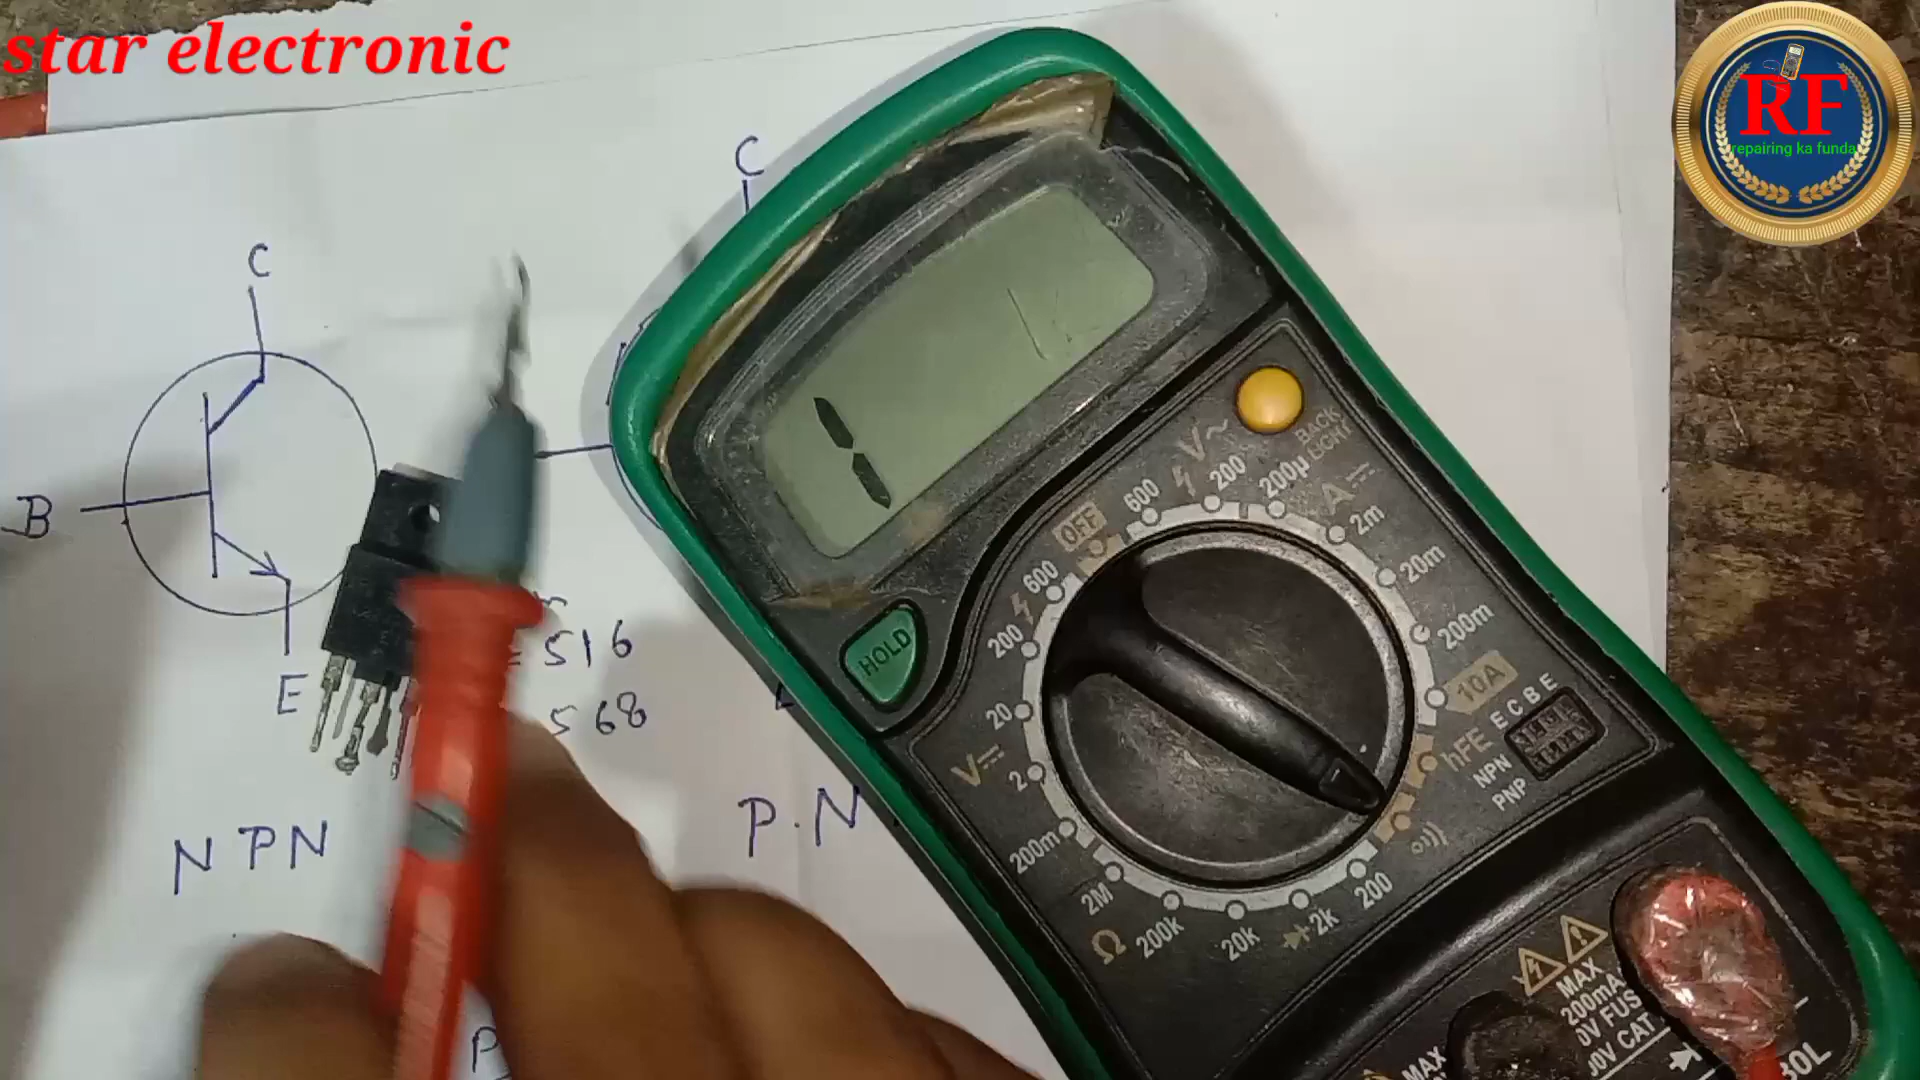 star electronic
RF
repairing ka funda
C
C
B
E
516
568
NPN
P.N
HOLD
OFF
600
V~
200
200µ
BACK
LIGHT
A
2m
20m
200m
10A
hFE
E C B E
NPN
PNP
600
200
20
V
2
200m
2M
Ω
200k
20k
2k
200
MAX
200mA
MAX